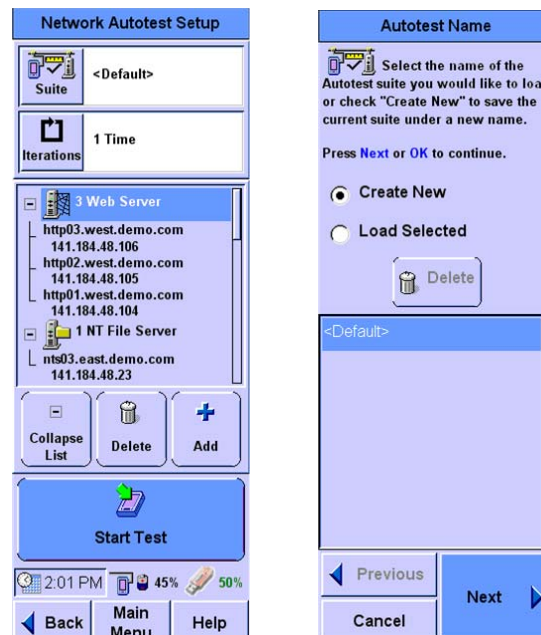 Network Autotest Setup
Suite
<Default>
Iterations
1 Time
3 Web Server
http03.west.demo.com
141.184.48.106
http02.west.demo.com
141.184.48.105
http01.west.demo.com
141.184.48.104
1 NT File Server
nts03.east.demo.com
141.184.48.23
Collapse
List
Delete
Add
Start Test
2:01 PM
45%
50%
Back
Main
Menu
Help
Autotest Name
Select the name of the
Autotest suite you would like to loa
or check "Create New" to save the
current suite under a new name.
Press Next or OK to continue.
Create New
Load Selected
Delete
<Default>
Previous
Next
Cancel